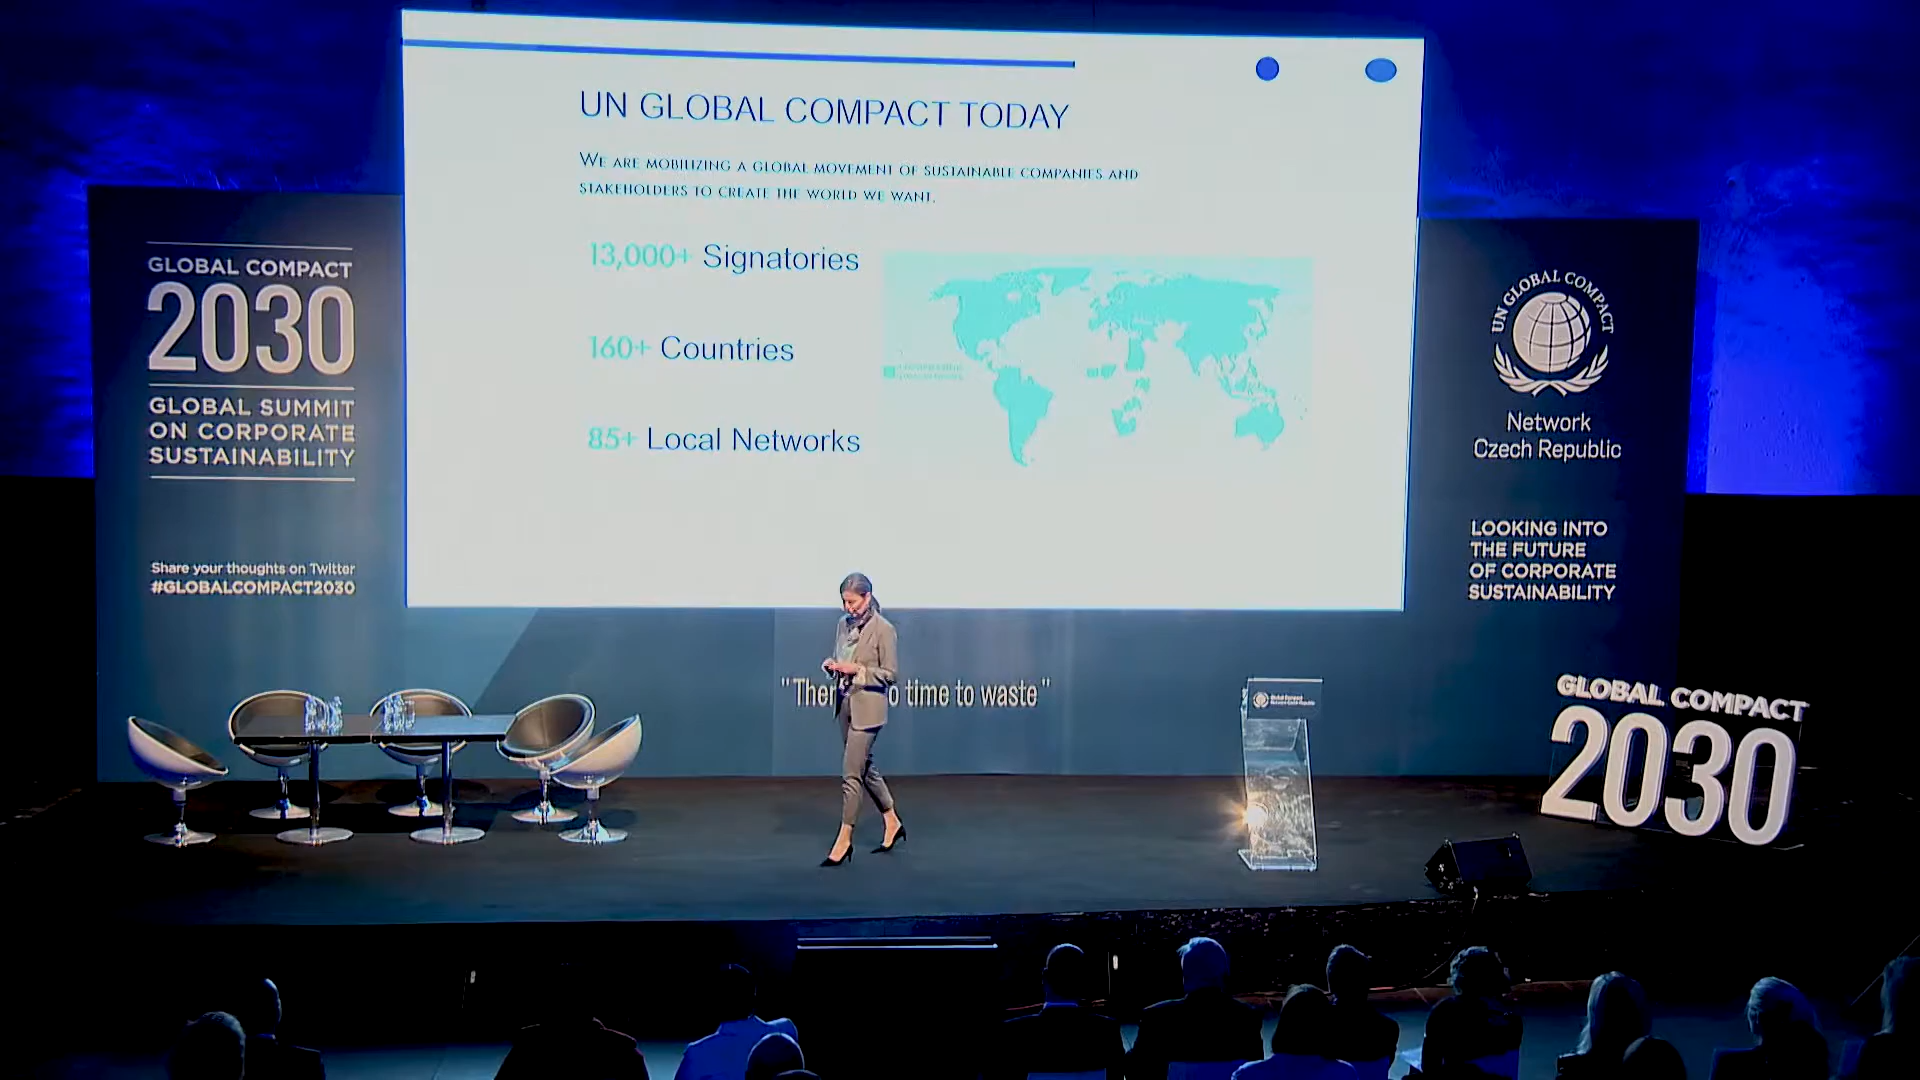 UN GLOBAL COMPACT TODAY
WE ARE MOBILIZING A GLOBAL MOVEMENT OF SUSTAINABLE COMPANIES AND
STAKEHOLDERS TO CREATE THE WORLD WE WANT.
13,000+ Signatories
160+ Countries
85+ Local Networks
GLOBAL COMPACT
2030
GLOBAL SUMMIT
ON CORPORATE
SUSTAINABILITY
Share your thoughts on Twitter
#GLOBALCOMPACT2030
UN GLOBAL COMPACT
Network
Czech Republic
LOOKING INTO
THE FUTURE
OF CORPORATE
SUSTAINABILITY
"Ther o time to waste"
GLOBAL COMPACT
2030